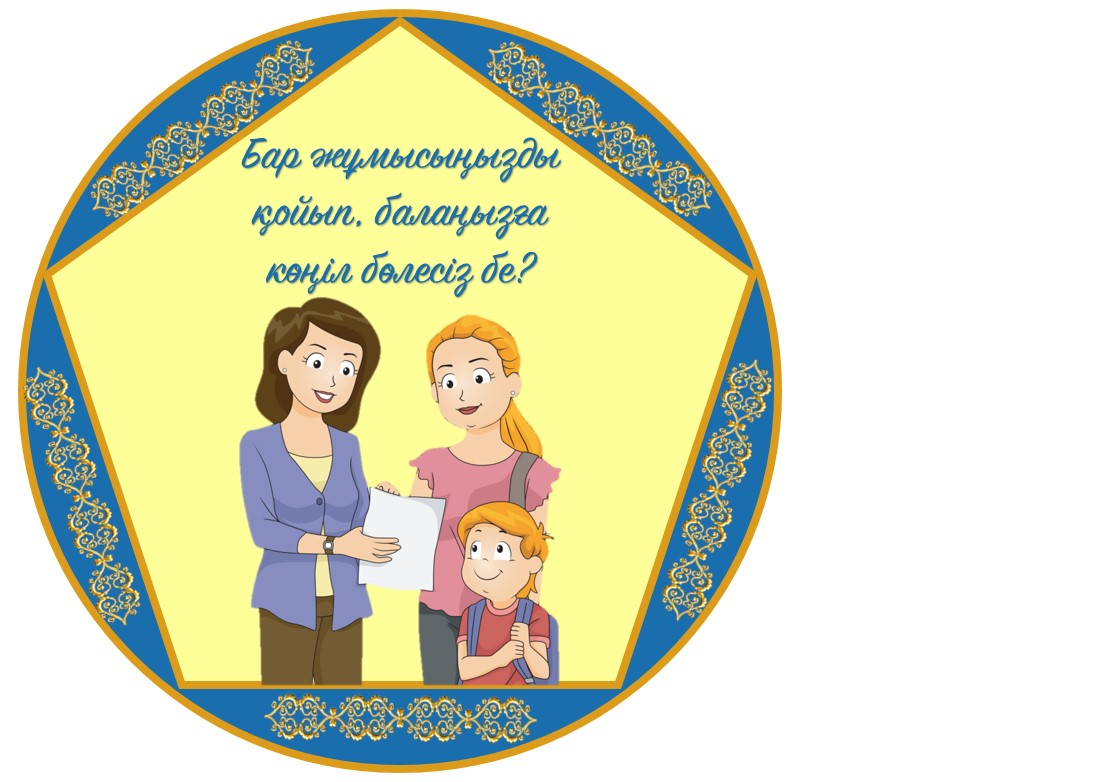 Бар жұмысыңызды
қойып, балаңызға
көңіл бөлесіз бе?